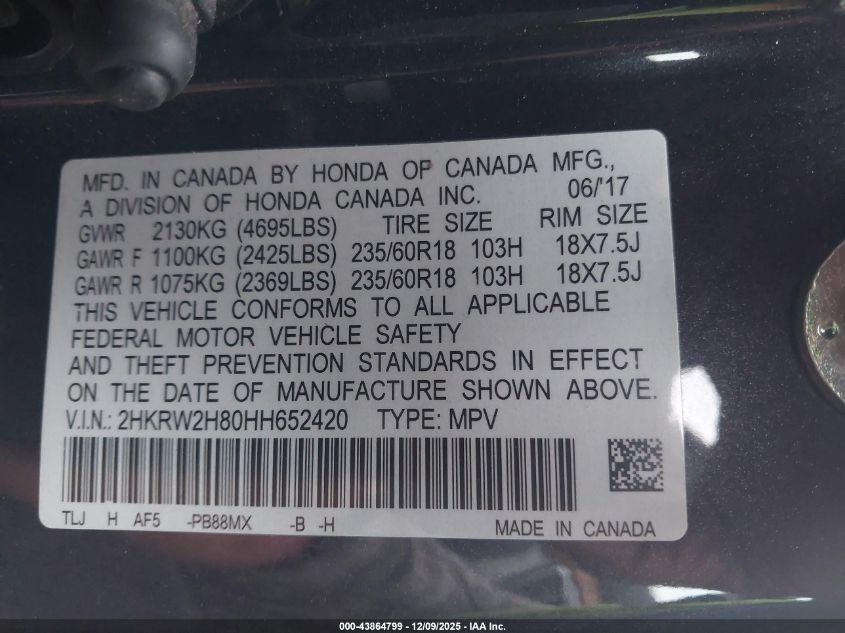 MFD. IN CANADA BY HONDA OF CANADA MFG.,
A DIVISION OF HONDA CANADA INC. 06/'17
GVWR 2130KG (4695LBS) TIRE SIZE RIM SIZE
GAWR F 1100KG (2425LBS) 235/60R18 103H 18X7.5J
GAWR R 1075KG (2369LBS) 235/60R18 103H 18X7.5J
THIS VEHICLE CONFORMS TO ALL APPLICABLE
FEDERAL MOTOR VEHICLE SAFETY
AND THEFT PREVENTION STANDARDS IN EFFECT
ON THE DATE OF MANUFACTURE SHOWN ABOVE.
V.I.N.: 2HKRW2H80HH652420 TYPE: MPV
TLJ H AF5 -PB88MX -B -H MADE IN CANADA
000-43864799 - 12/09/2025 - IAA Inc.